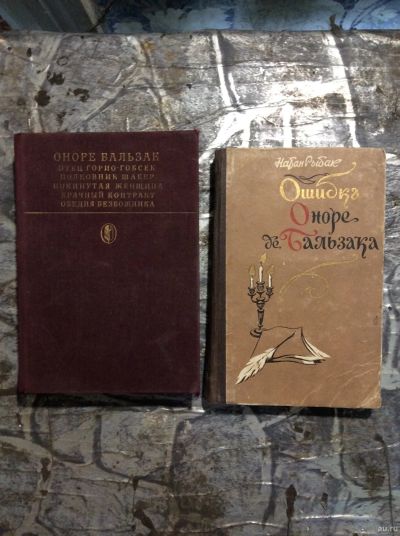 ОНОРЕ БАЛЬЗАК
ОТЕЦ ГОРИО·ГОБСЕК
ПОЛКОВНИК ШАБЕР
ПОКИНУТАЯ ЖЕНЩИНА
БРАЧНЫЙ КОНТРАКТ
ОБЕДНЯ БЕЗБОЖНИКА
Натан Рыбак
Ошибка
Оноре
де Бальзака
au.ru